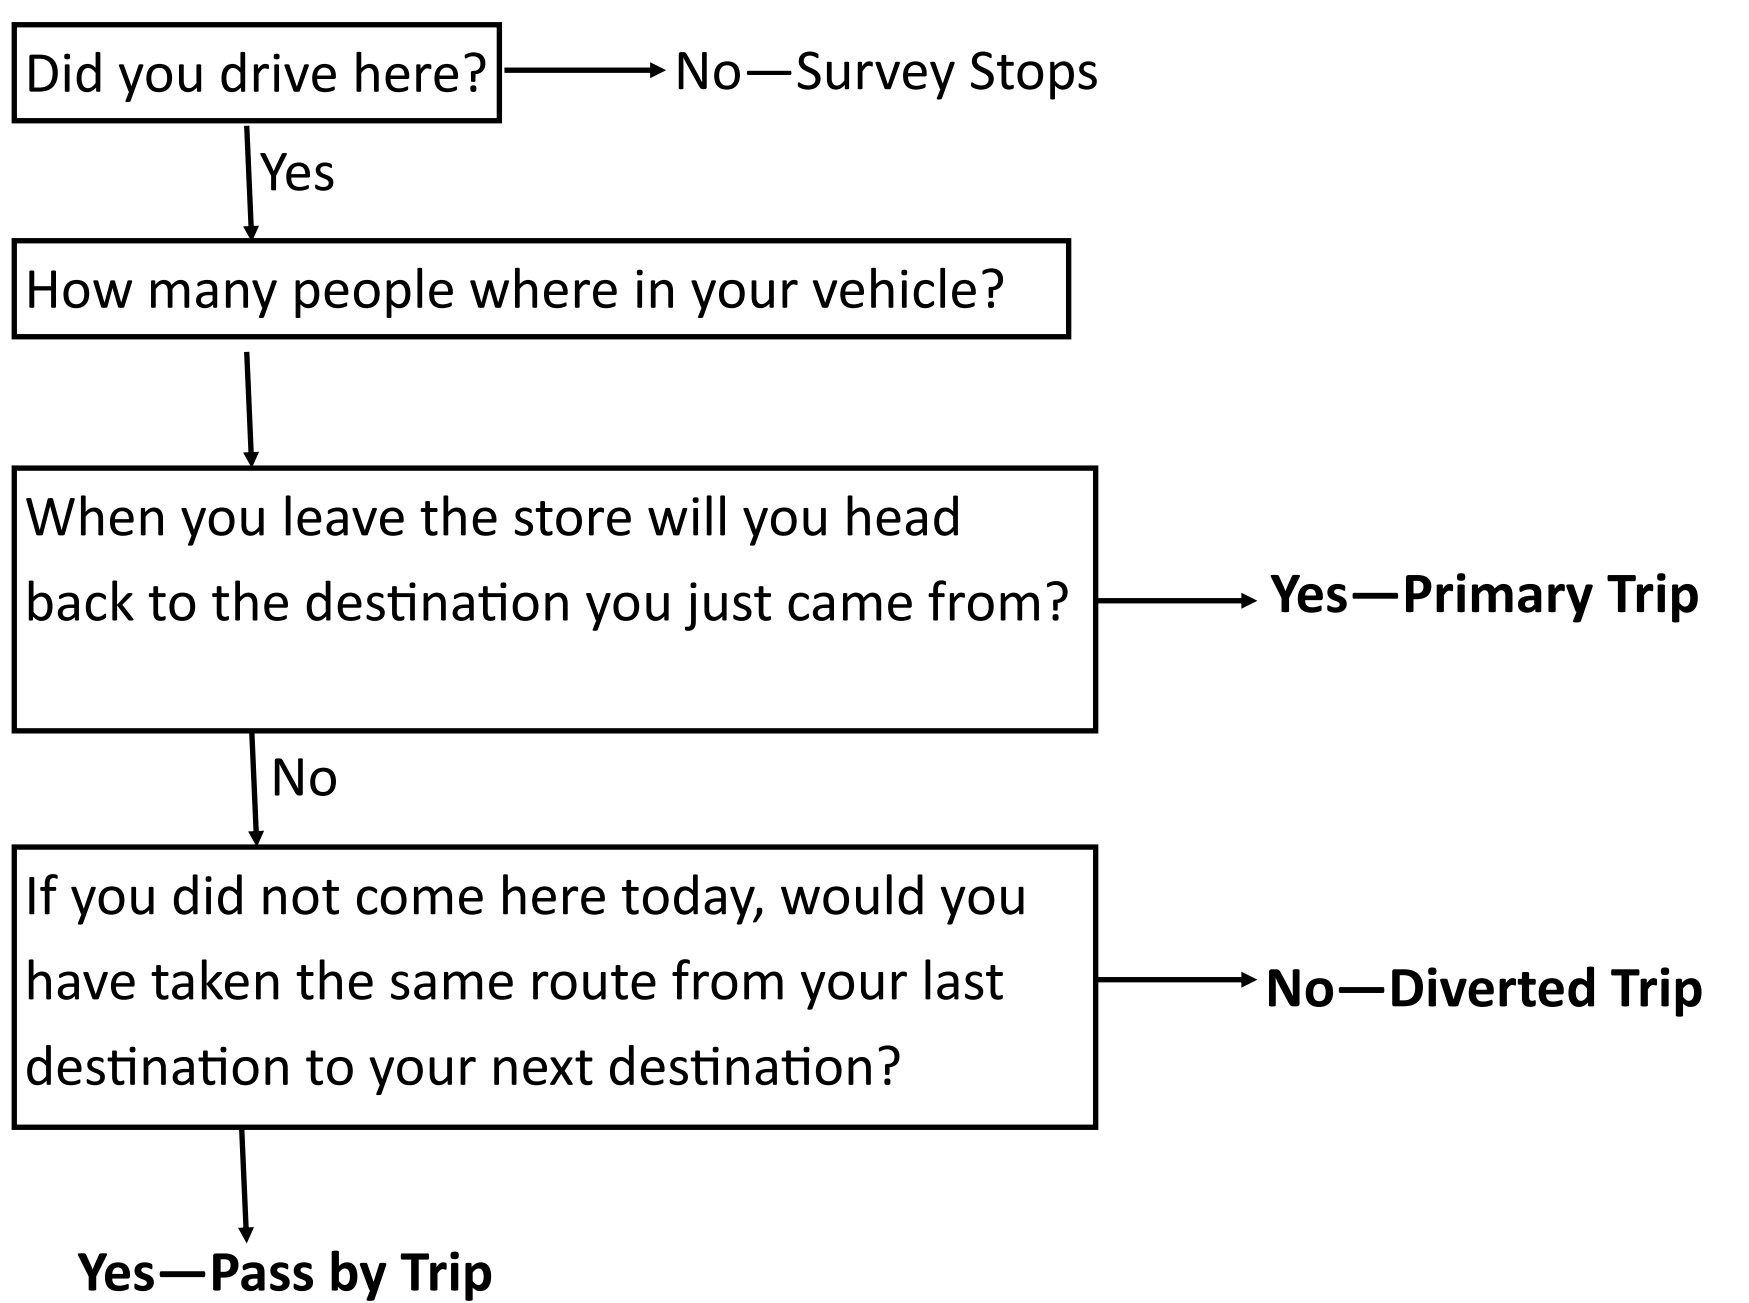 Did you drive here?
No—Survey Stops
Yes
How many people where in your vehicle?
When you leave the store will you head
back to the destination you just came from?
Yes—Primary Trip
No
If you did not come here today, would you
have taken the same route from your last
destination to your next destination?
No—Diverted Trip
Yes—Pass by Trip